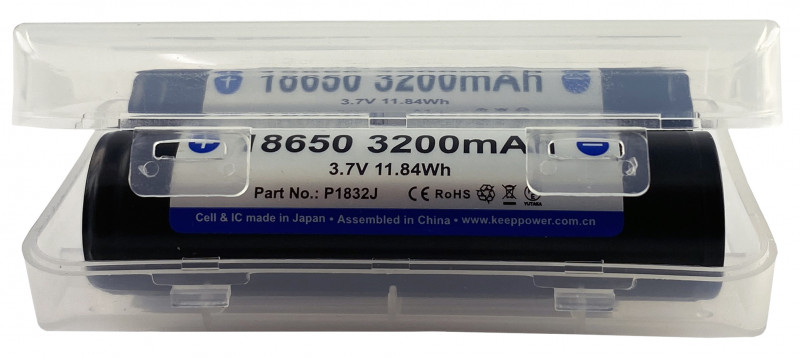 18650 3200mAh
3.7V 11.84Wh
18650 3200mAh
3.7V 11.84Wh
Part No.: P1832J CE RoHS
Cell & IC made in Japan • Assembled in China • www.keeppower.com.cn